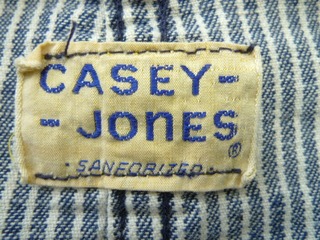 CASEY-
- JONES®
· SANFORIZED ·